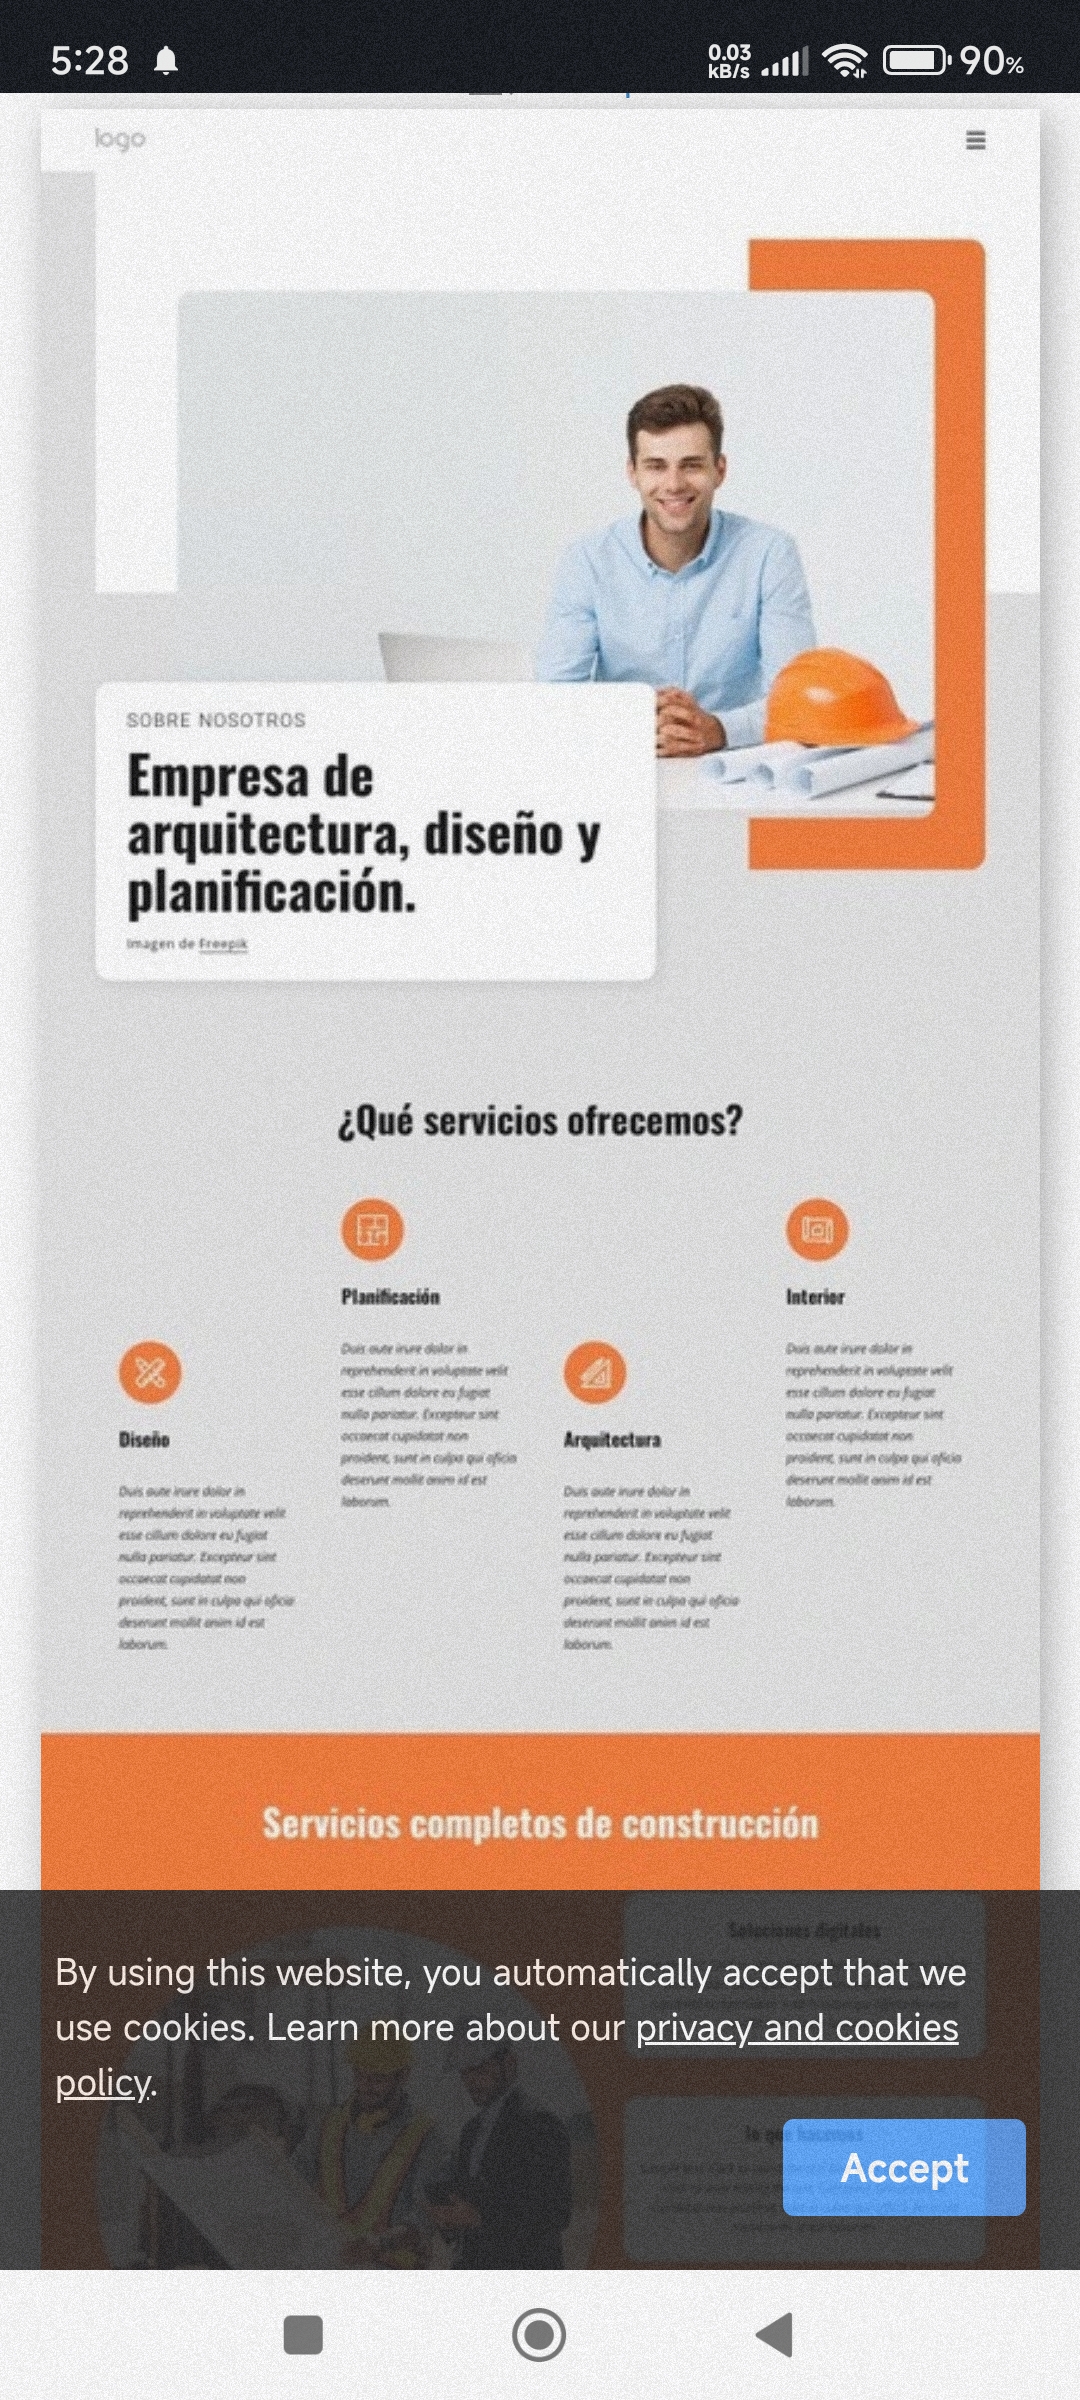 5:28
0.03
kB/s
90%
logo
SOBRE NOSOTROS
Empresa de
arquitectura, diseño y
planificación.
Imagen de Freepik
¿Qué servicios ofrecemos?
Planificación
Duis aute irure dolor in
reprehenderit in voluptate velit
esse cillum dolore eu fugiat
nulla pariatur. Excepteur sint
occaecat cupidatat non
proident, sunt in culpa qui oficia
deserunt mollit anim id est
laborum.
Interior
Duis aute irure dolor in
reprehenderit in voluptate velit
esse cillum dolore eu fugiat
nulla pariatur. Excepteur sint
occaecat cupidatat non
proident, sunt in culpa qui oficia
deserunt mollit anim id est
laborum.
Diseño
Duis aute irure dolor in
reprehenderit in voluptate velit
esse cillum dolore eu fugiat
nulla pariatur. Excepteur sint
occaecat cupidatat non
proident, sunt in culpa qui oficia
deserunt mollit anim id est
laborum.
Arquitectura
Duis aute irure dolor in
reprehenderit in voluptate velit
esse cillum dolore eu fugiat
nulla pariatur. Excepteur sint
occaecat cupidatat non
proident, sunt in culpa qui oficia
deserunt mollit anim id est
laborum.
Servicios completos de construcción
Soluciones digitales
By using this website, you automatically accept that we
use cookies. Learn more about our privacy and cookies
policy.
lo que hacemos
Accept